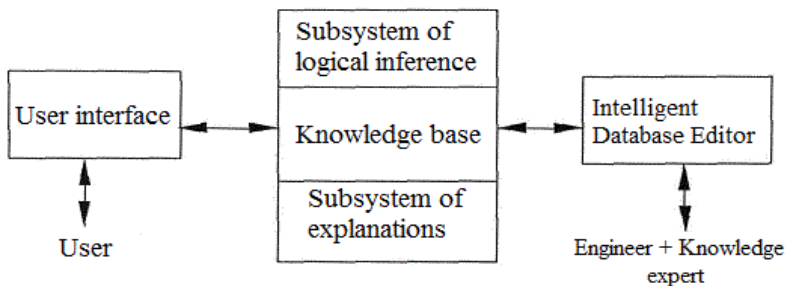 Subsystem of
logical inference
User interface
Knowledge base
Intelligent
Database Editor
Subsystem of
explanations
User
Engineer + Knowledge
expert